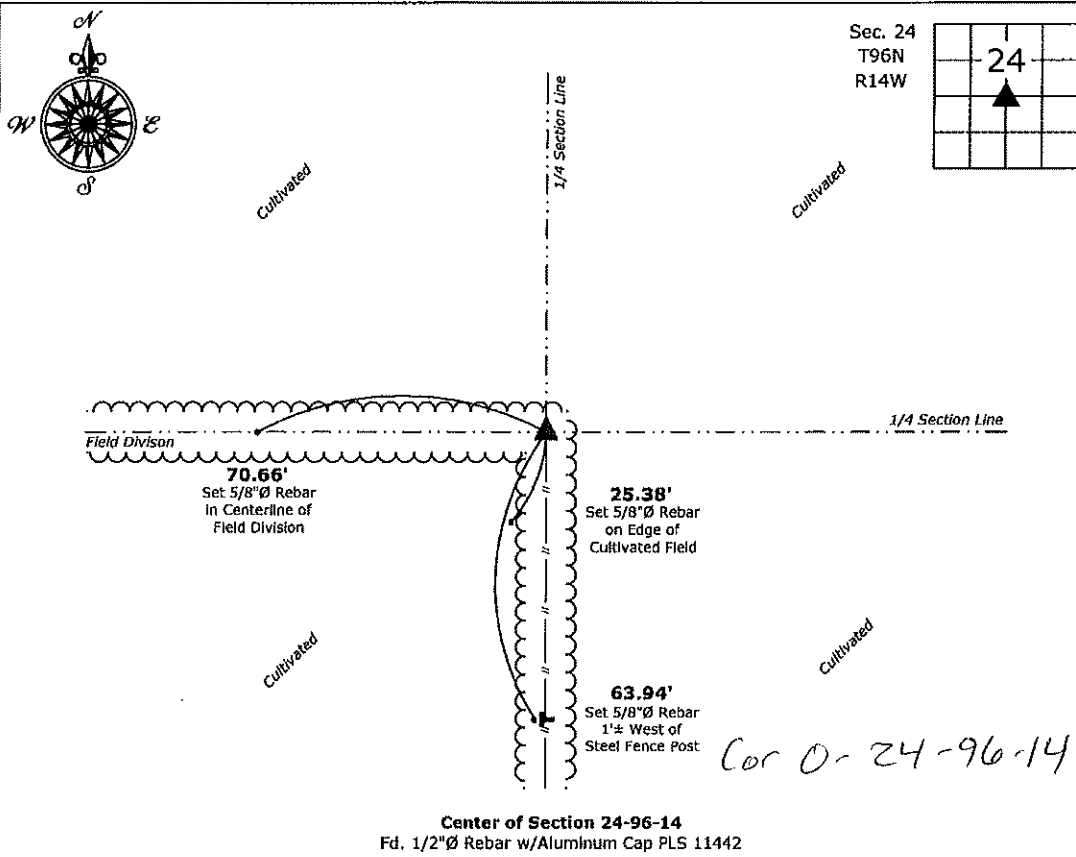 N
W
E
S
Sec. 24
T96N
R14W
24
1/4 Section Line
Cultivated
Cultivated
1/4 Section Line
Field Divison
70.66'
Set 5/8"Ø Rebar
in Centerline of
Field Division
25.38'
Set 5/8"Ø Rebar
on Edge of
Cultivated Field
Cultivated
Cultivated
63.94'
Set 5/8"Ø Rebar
1'± West of
Steel Fence Post
Cor O- 24-96-14
Center of Section 24-96-14
Fd. 1/2"Ø Rebar w/Aluminum Cap PLS 11442